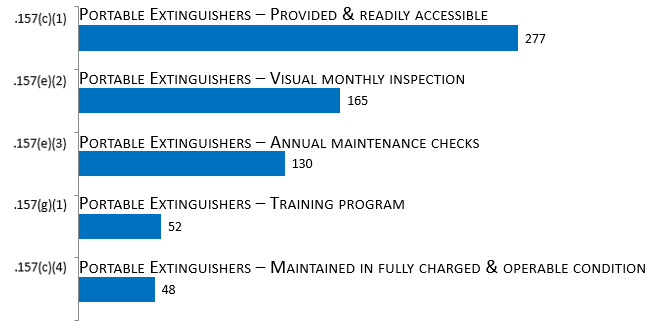 .157(c)(1) Portable Extinguishers – Provided & readily accessible
277
.157(e)(2) Portable Extinguishers – Visual monthly inspection
165
.157(e)(3) Portable Extinguishers – Annual maintenance checks
130
.157(g)(1) Portable Extinguishers – Training program
52
.157(c)(4) Portable Extinguishers – Maintained in fully charged & operable condition
48